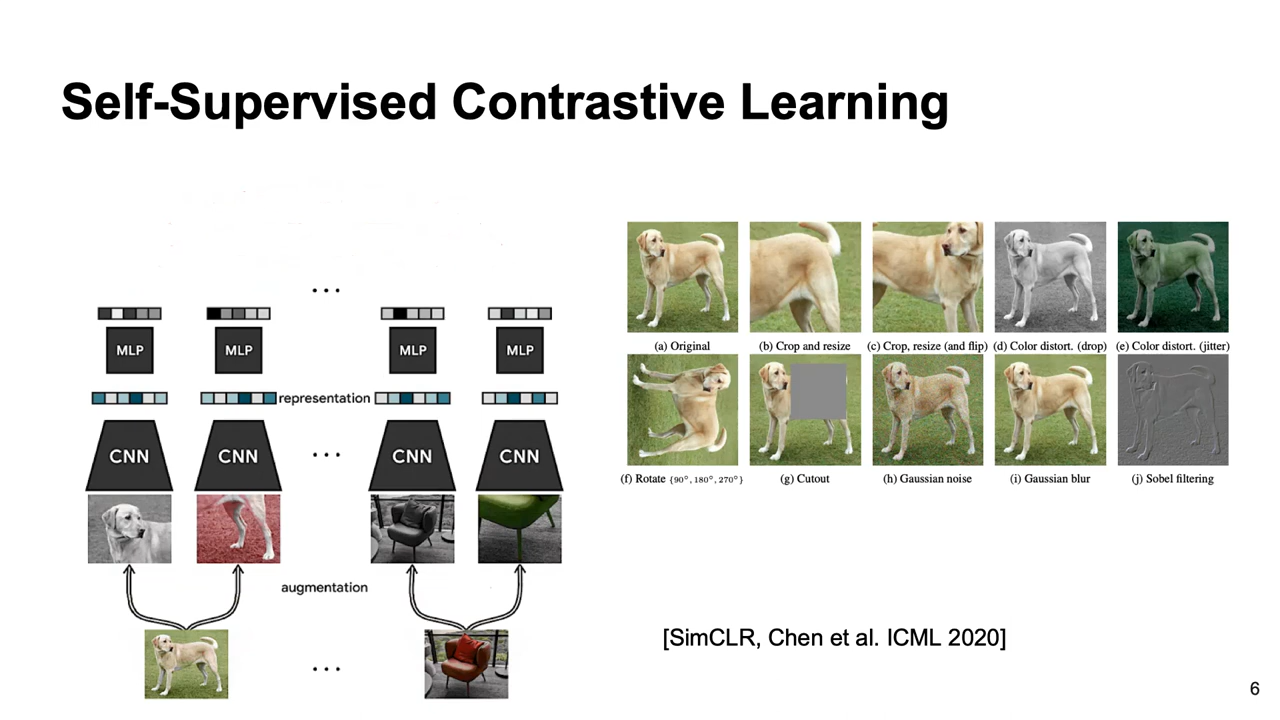 Self-Supervised Contrastive Learning
...
MLP
MLP
MLP
MLP
representation
CNN
CNN
...
CNN
CNN
augmentation
...
(a) Original
(b) Crop and resize
(c) Crop, resize (and flip)
(d) Color distort. (drop)
(e) Color distort. (jitter)
(f) Rotate {90°, 180°, 270°}
(g) Cutout
(h) Gaussian noise
(i) Gaussian blur
(j) Sobel filtering
[SimCLR, Chen et al. ICML 2020]
6